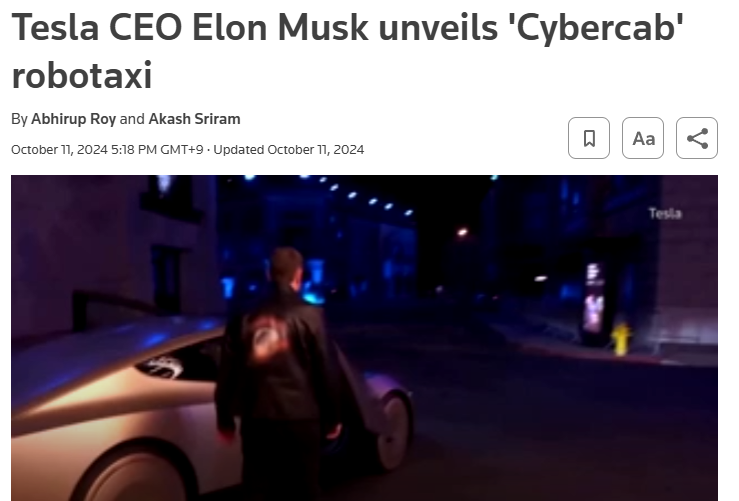 Tesla CEO Elon Musk unveils 'Cybercab'
robotaxi
By Abhirup Roy and Akash Sriram
October 11, 2024 5:18 PM GMT+9 · Updated October 11, 2024
Aa
Tesla